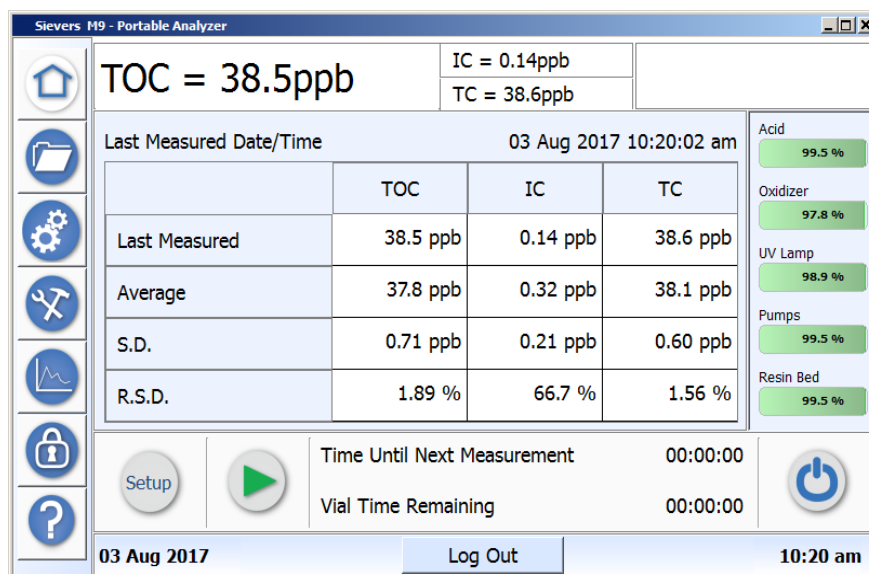 Sievers M9 - Portable Analyzer
TOC = 38.5ppb
IC = 0.14ppb
TC = 38.6ppb
Last Measured Date/Time 03 Aug 2017 10:20:02 am
TOC IC TC
Last Measured 38.5 ppb 0.14 ppb 38.6 ppb
Average 37.8 ppb 0.32 ppb 38.1 ppb
S.D. 0.71 ppb 0.21 ppb 0.60 ppb
R.S.D. 1.89 % 66.7 % 1.56 %
Acid
99.5 %
Oxidizer
97.8 %
UV Lamp
98.9 %
Pumps
99.5 %
Resin Bed
99.5 %
Setup
Time Until Next Measurement 00:00:00
Vial Time Remaining 00:00:00
03 Aug 2017 Log Out 10:20 am